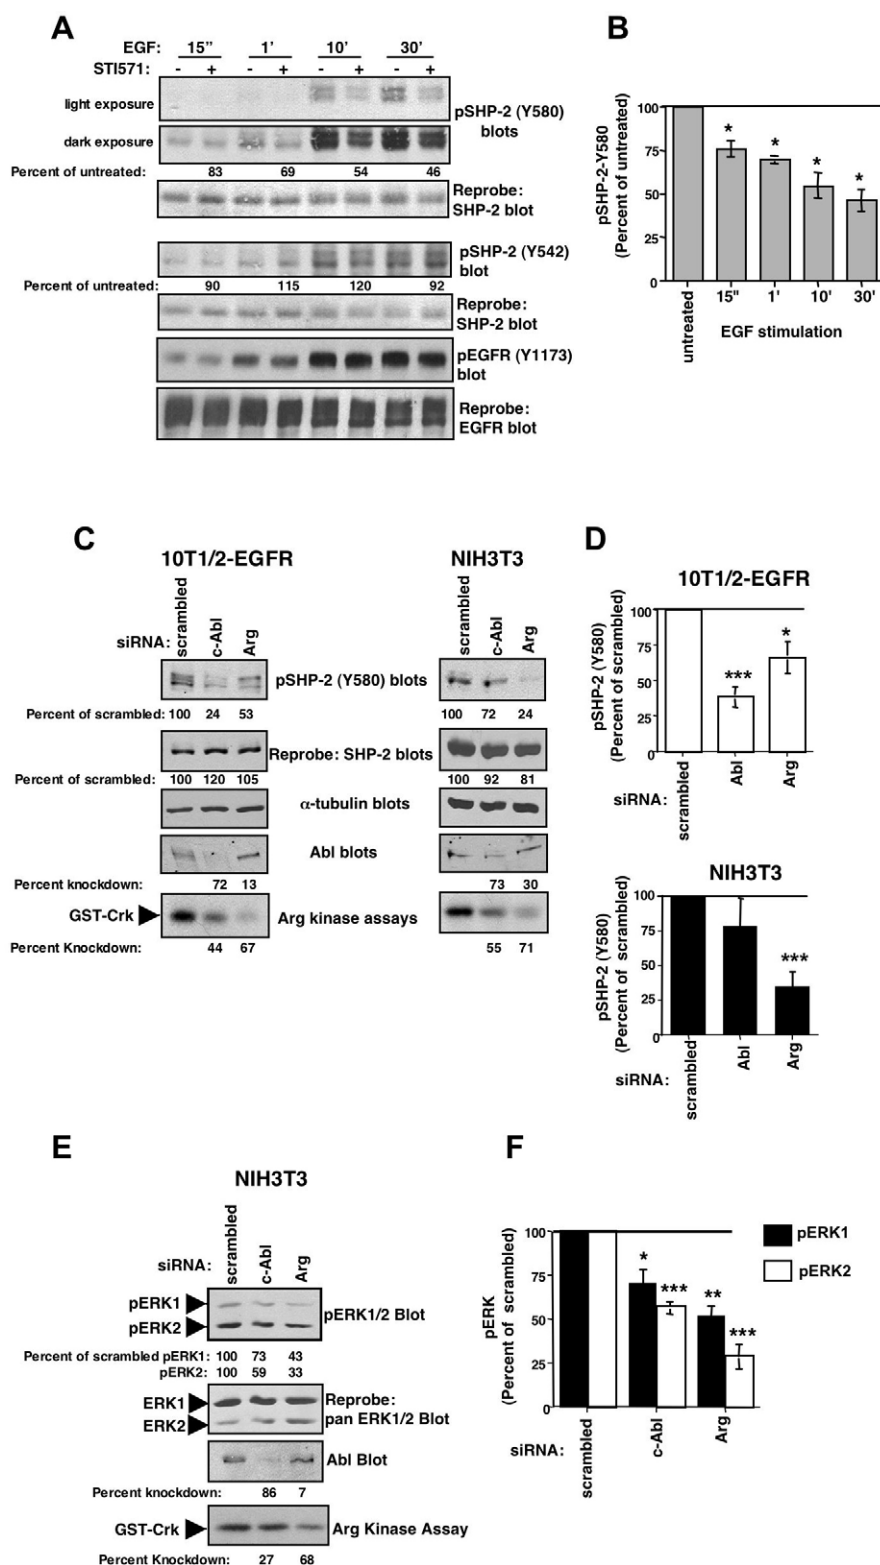 A
EGF: 15" 1' 10' 30'
STI571: - + - + - + - +
light exposure
pSHP-2 (Y580)
blots
dark exposure
Percent of untreated: 83 69 54 46
Reprobe:
SHP-2 blot
pSHP-2 (Y542)
blot
Percent of untreated: 90 115 120 92
Reprobe:
SHP-2 blot
pEGFR (Y1173)
blot
Reprobe:
EGFR blot
B
pSHP-2-Y580
(Percent of untreated)
100
75
50
25
0
* * * *
untreated 15" 1' 10' 30'
EGF stimulation
C
10T1/2-EGFR NIH3T3
siRNA: scrambled c-Abl Arg scrambled c-Abl Arg
pSHP-2 (Y580) blots
Percent of scrambled: 100 24 53 100 72 24
Reprobe: SHP-2 blots
Percent of scrambled: 100 120 105 100 92 81
α-tubulin blots
Abl blots
Percent knockdown: 72 13 73 30
GST-Crk Arg kinase assays
Percent Knockdown: 44 67 55 71
D
10T1/2-EGFR
pSHP-2 (Y580)
(Percent of scrambled)
100
75
50
25
0
*** *
siRNA: scrambled Abl Arg
NIH3T3
pSHP-2 (Y580)
(Percent of scrambled)
100
75
50
25
0
***
siRNA: scrambled Abl Arg
E
NIH3T3
siRNA: scrambled c-Abl Arg
pERK1
pERK2
pERK1/2 Blot
Percent of scrambled pERK1: 100 73 43
pERK2: 100 59 33
ERK1
ERK2
Reprobe:
pan ERK1/2 Blot
Abl Blot
Percent knockdown: 86 7
GST-Crk Arg Kinase Assay
Percent Knockdown: 27 68
F
pERK
(Percent of scrambled)
100
75
50
25
0
* *** ** ***
pERK1
pERK2
siRNA: scrambled c-Abl Arg